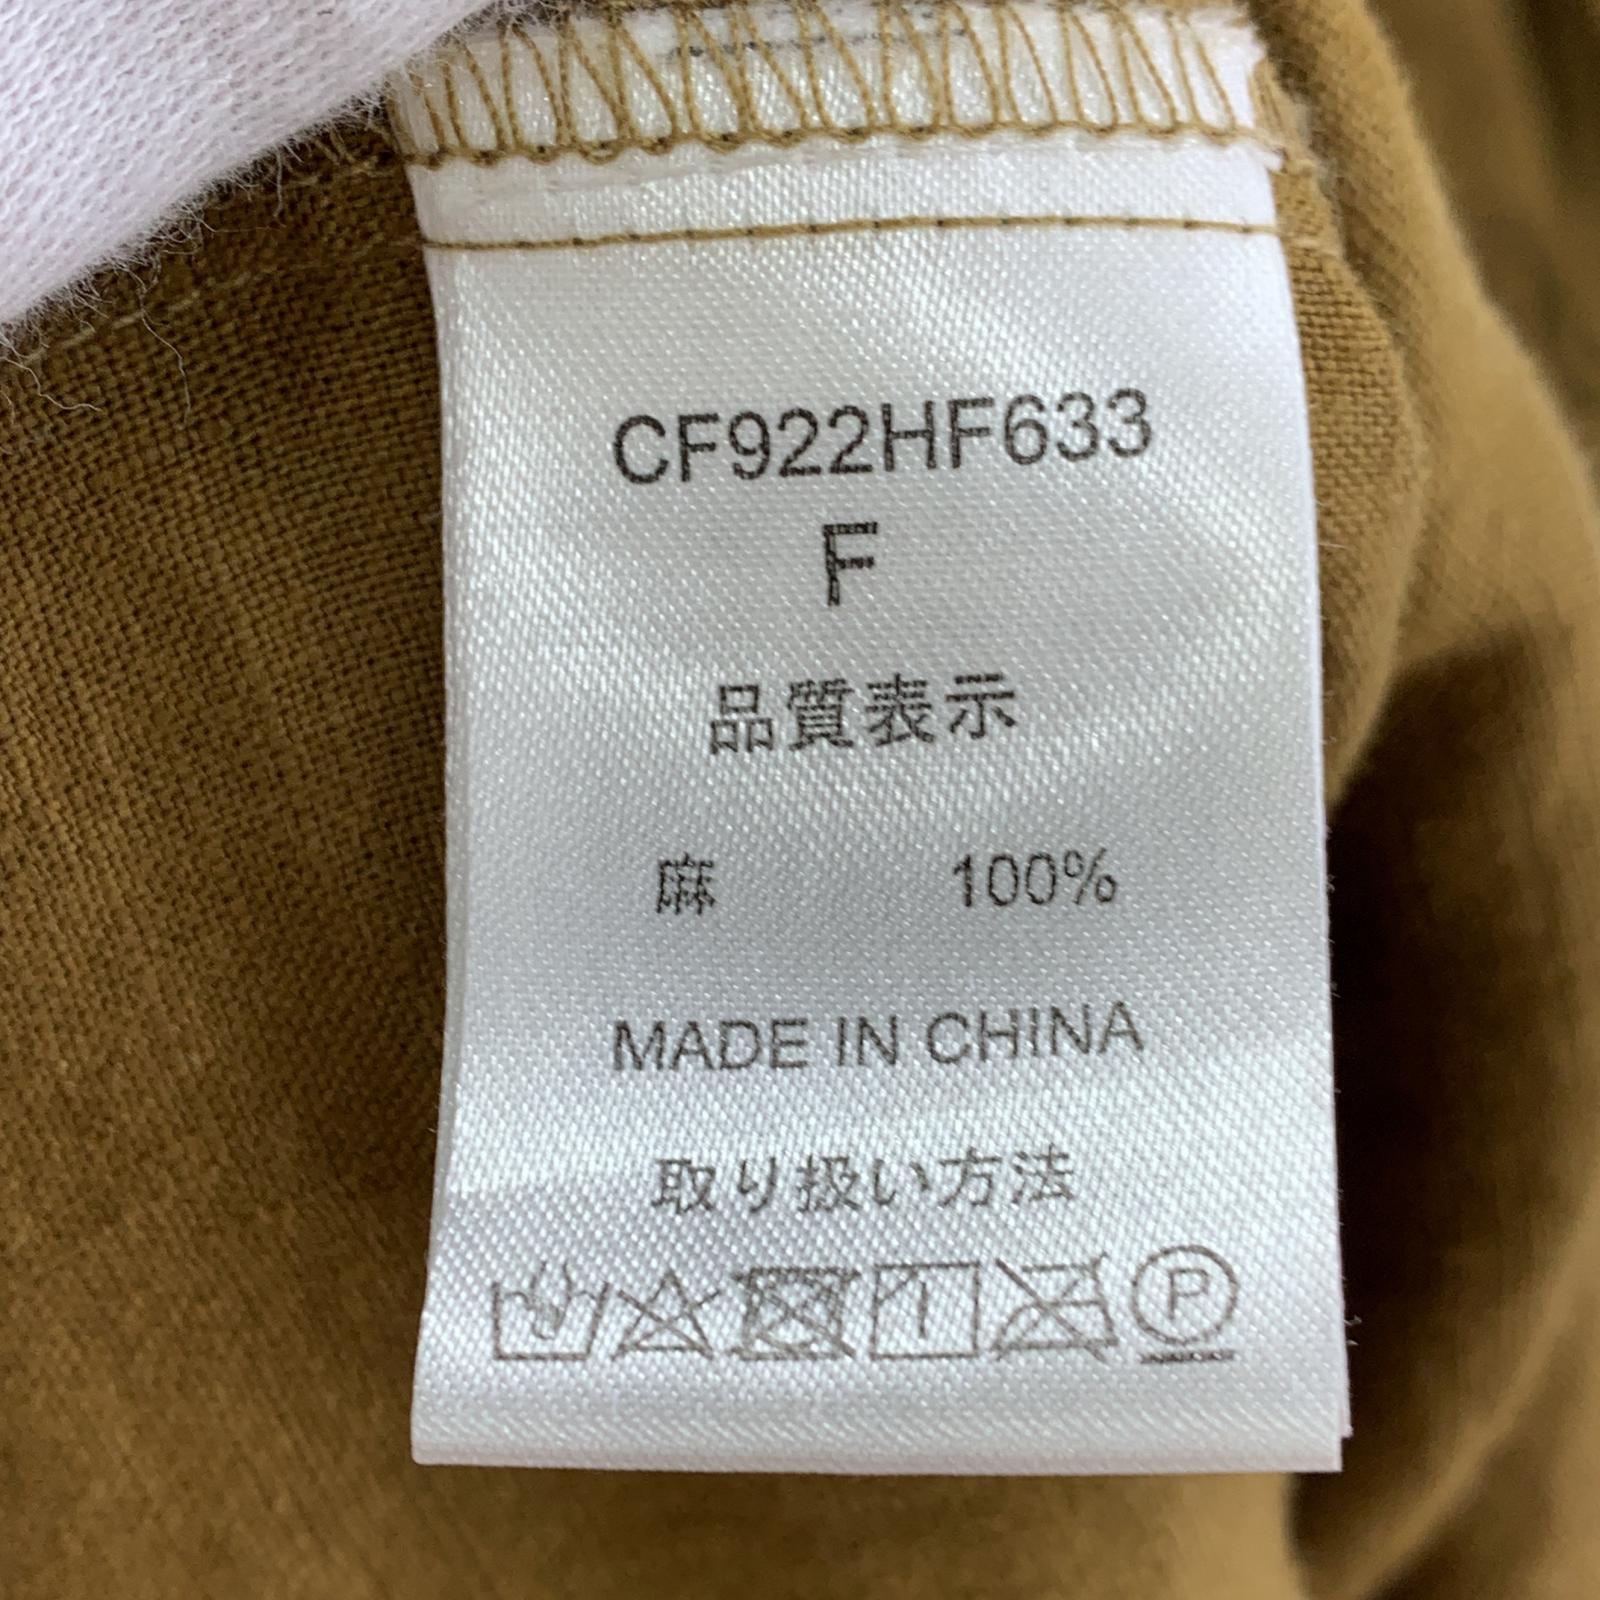 CF922HF633
F
品質表示
麻 100%
MADE IN CHINA
取り扱い方法
P